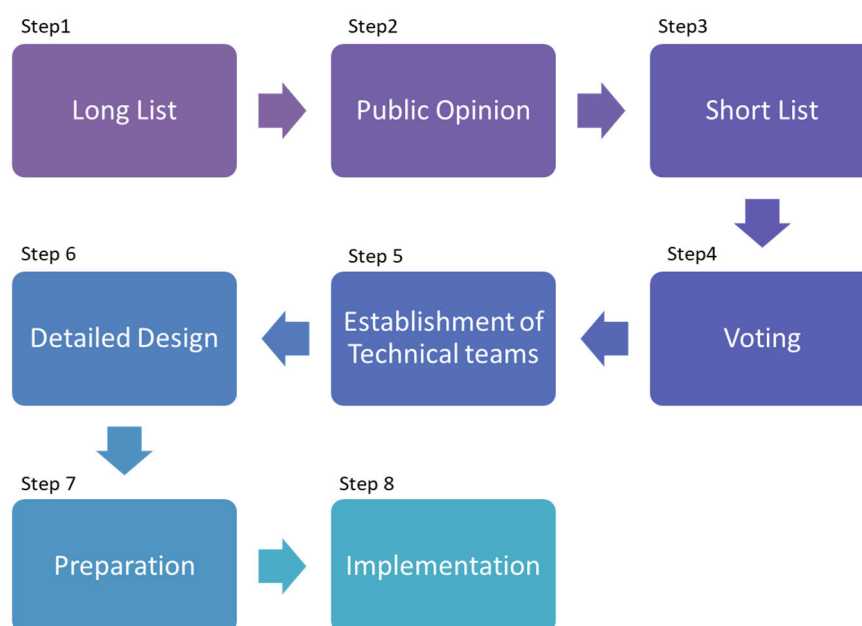 Step1
Long List
Step2
Public Opinion
Step3
Short List
Step4
Voting
Step 5
Establishment of
Technical teams
Step 6
Detailed Design
Step 7
Preparation
Step 8
Implementation